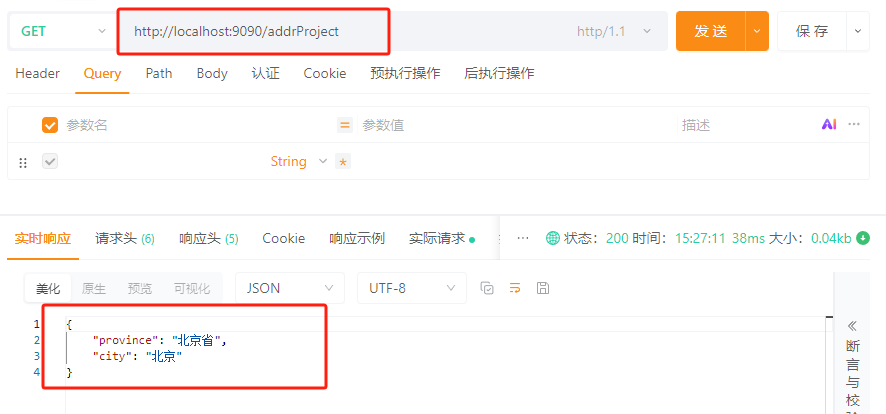 GET http://localhost:9090/addrProject http/1.1 发 送 保 存
Header Query Path Body 认证 Cookie 预执行操作 后执行操作
参数名 = 参数值 描述 AI ...
String *
实时响应 请求头 (6) 响应头 (5) Cookie 响应示例 实际请求 ... 状态: 200 时间: 15:27:11 38ms 大小: 0.04kb
美化 原生 预览 可视化 JSON UTF-8
1 {
2 "province": "北京省",
3 "city": "北京"
4 }
断言与校